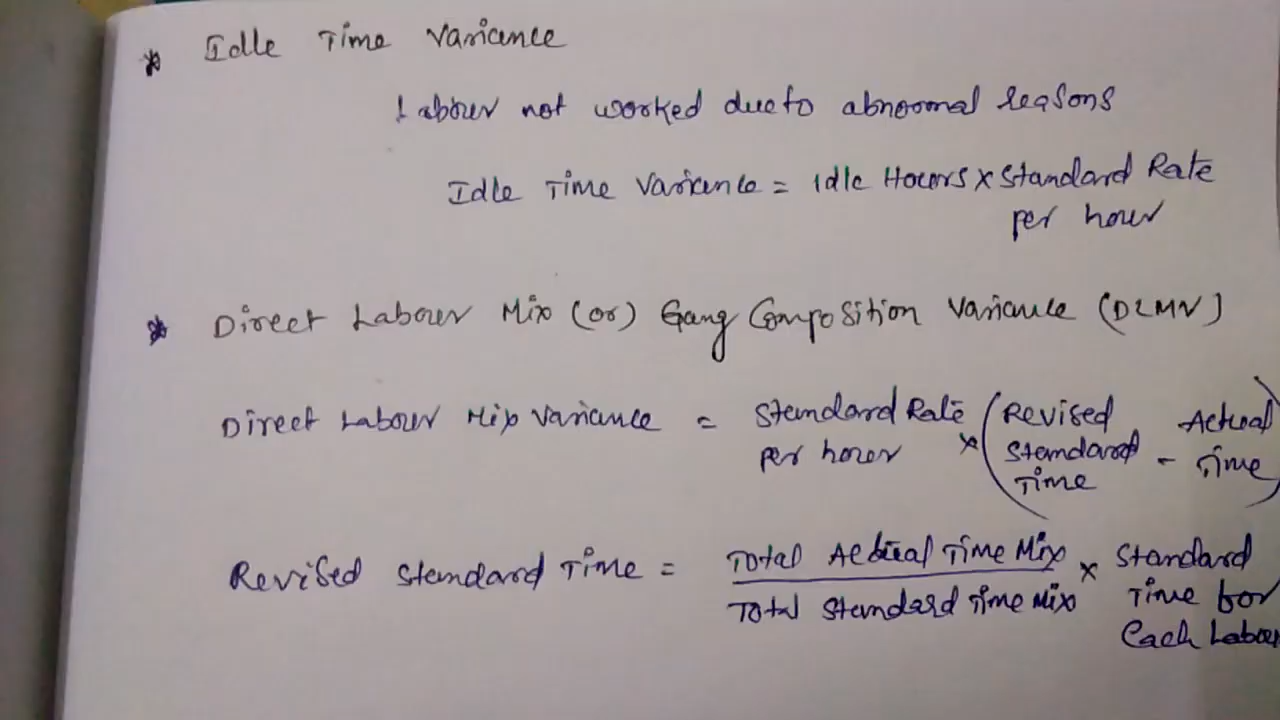 * Idle Time Variance
Labour not worked due to abnormal reasons
Idle Time Variance = Idle Hours x Standard Rate
per hour
* Direct Labour Mix (or) Gang Composition Variance (DLMV)
Direct Labour Mix Variance = Standard Rate per hour x (Revised Standard Time - Actual Time)
Revised Standard Time = Total Actual Time Mix / Total Standard Time Mix x Standard Time for Each Labour